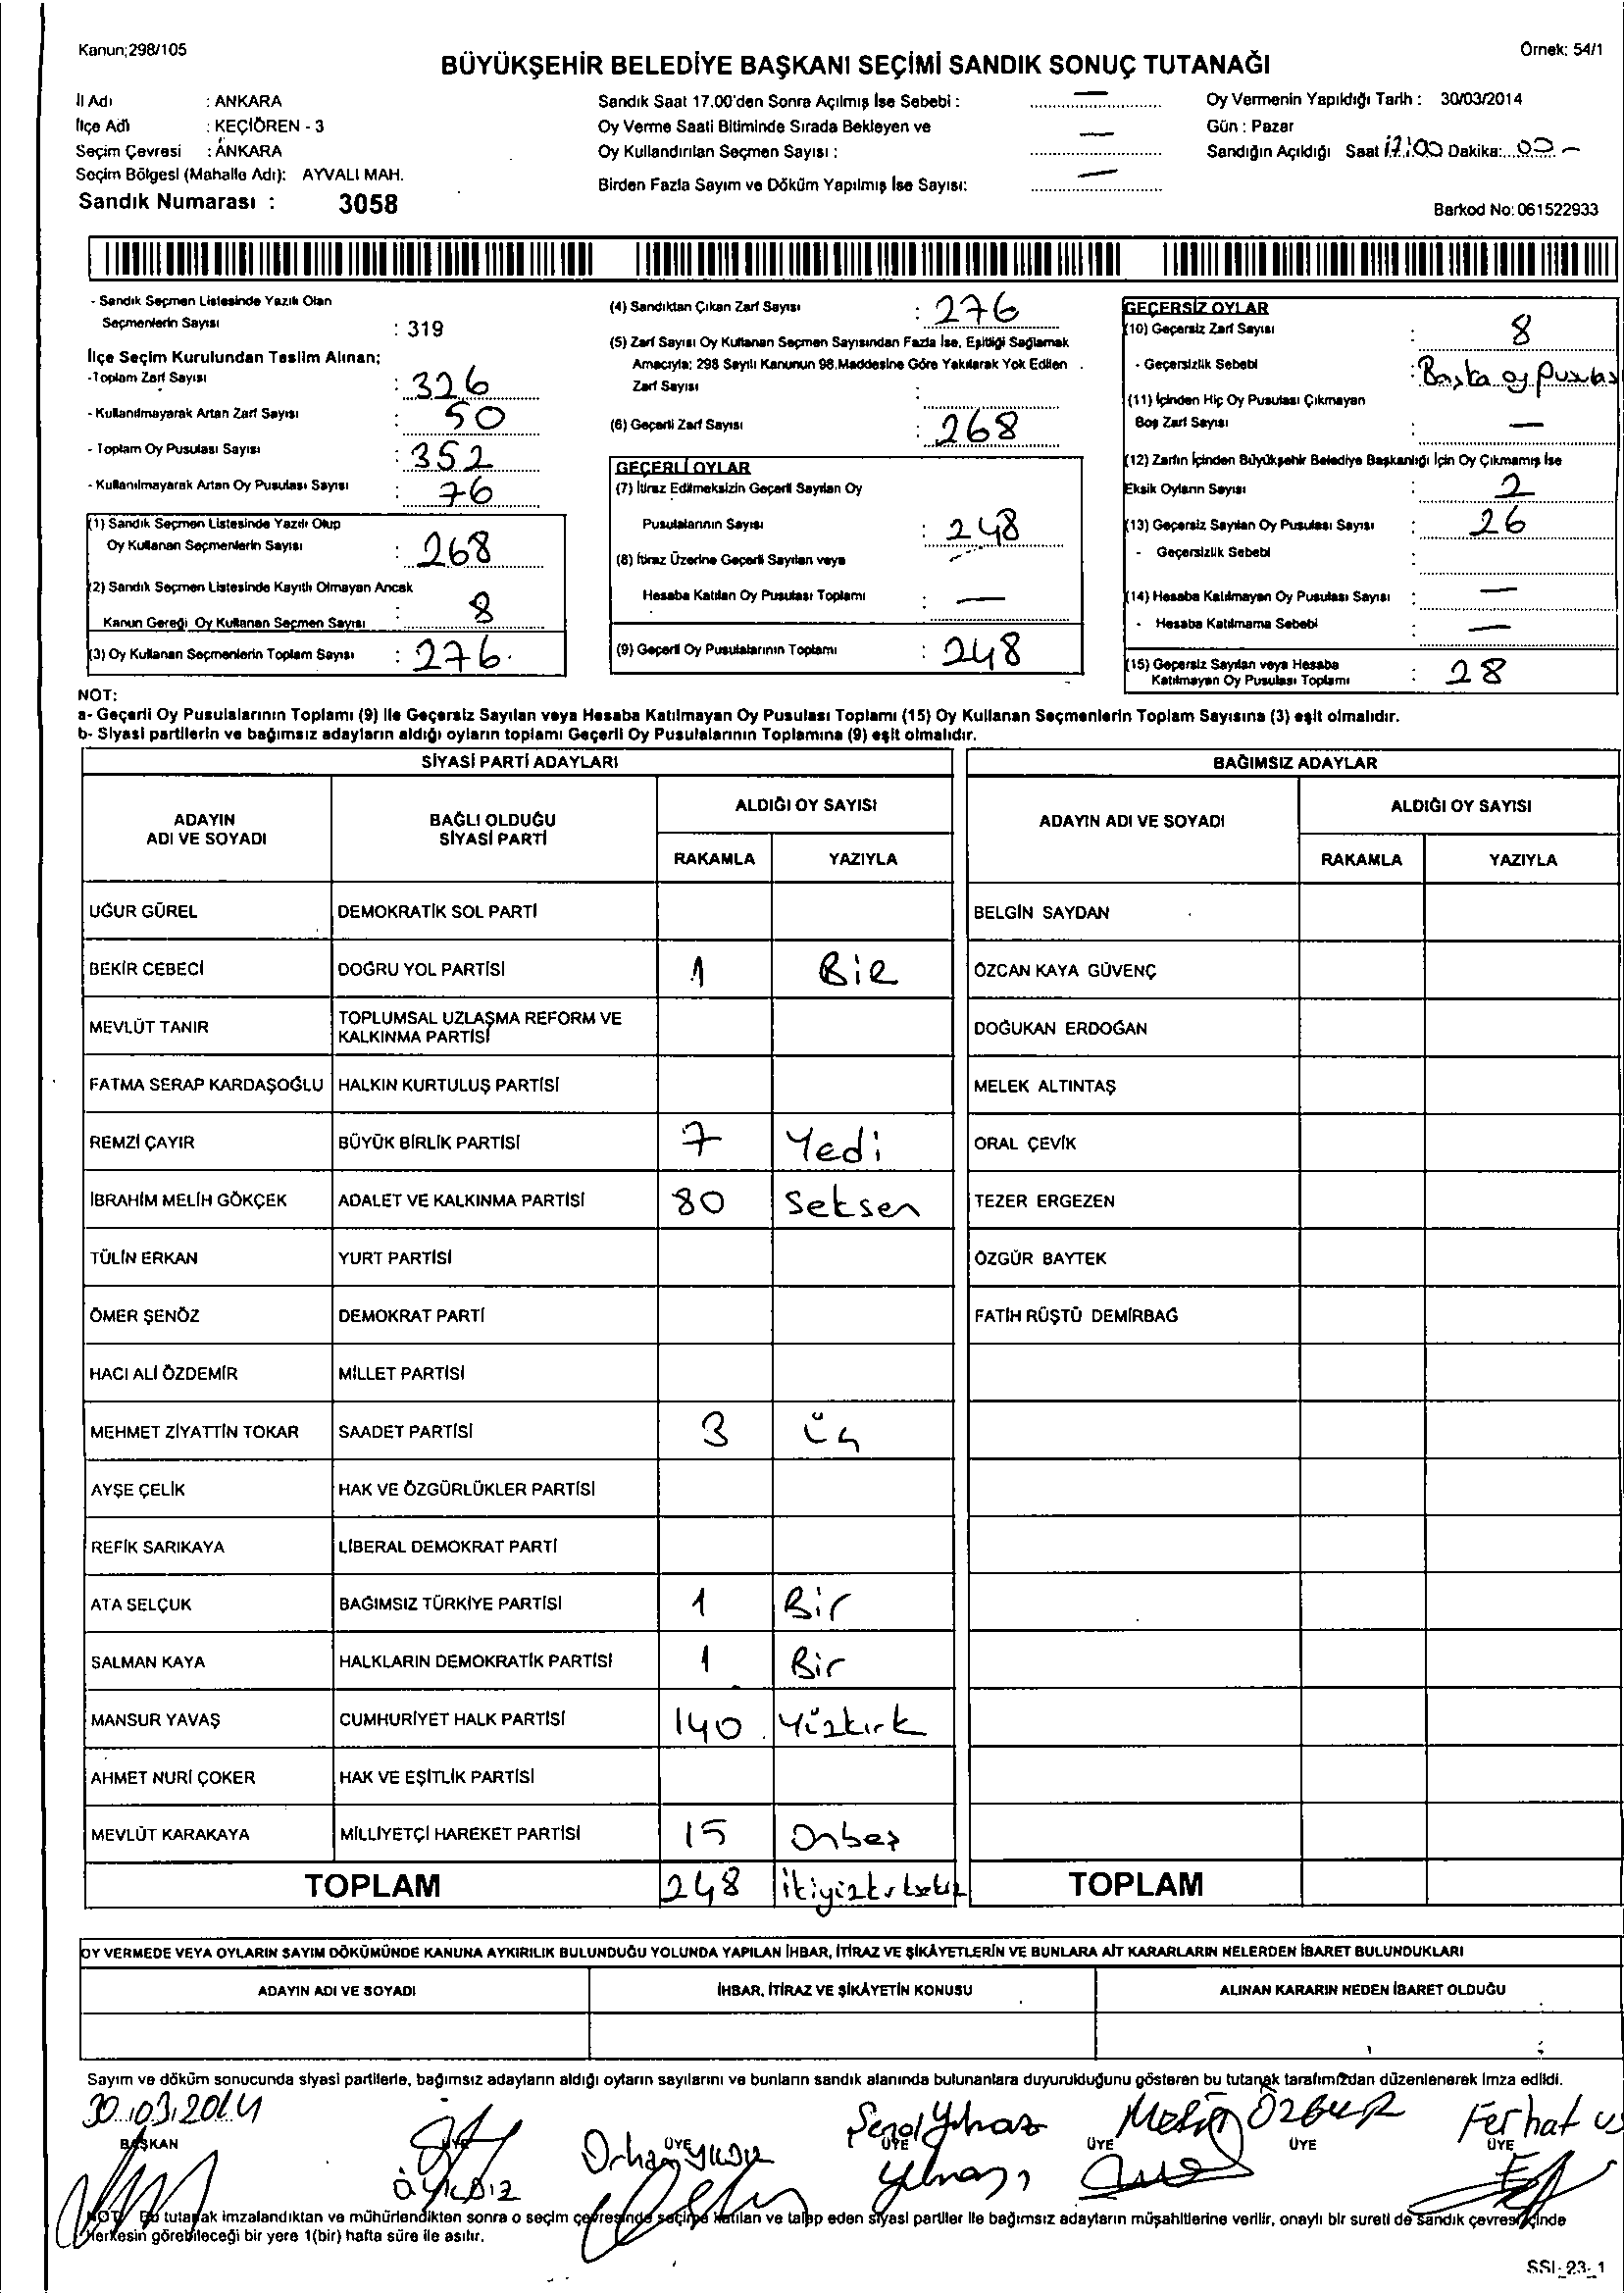 Kanun;298/105
Örnek: 54/1
BÜYÜKŞEHİR BELEDİYE BAŞKANI SEÇİMİ SANDIK SONUÇ TUTANAĞI
İl Adı : ANKARA
İlçe Adı : KEÇİÖREN - 3
Seçim Çevresi : ANKARA
Seçim Bölgesi (Mahalle Adı): AYVALI MAH.
Sandık Numarası : 3058
Sandık Saat 17.00'den Sonra Açılmış İse Sebebi : —
Oy Verme Saati Bitiminde Sırada Bekleyen ve
Oy Kullandırılan Seçmen Sayısı : —
Birden Fazla Sayım ve Döküm Yapılmış İse Sayısı: —
Oy Vermenin Yapıldığı Tarih : 30/03/2014
Gün : Pazar
Sandığın Açıldığı Saat 17:00 Dakika: 00 -
Barkod No: 061522933
- Sandık Seçmen Listesinde Yazılı Olan
Seçmenlerin Sayısı : 319
İlçe Seçim Kurulundan Teslim Alınan;
-Toplam Zarf Sayısı : 326
- Kullanılmayarak Artan Zarf Sayısı : 50
- Toplam Oy Pusulası Sayısı : 352
- Kullanılmayarak Artan Oy Pusulası Sayısı : 76
(1) Sandık Seçmen Listesinde Yazılı Olup
Oy Kullanan Seçmenlerin Sayısı : 268
(2) Sandık Seçmen Listesinde Kayıtlı Olmayan Ancak
Kanun Gereği Oy Kullanan Seçmen Sayısı : 8
(3) Oy Kullanan Seçmenlerin Toplam Sayısı : 276
(4) Sandıktan Çıkan Zarf Sayısı : 276
(5) Zarf Sayısı Oy Kullanan Seçmen Sayısından Fazla İse, Eşitliği Sağlamak
Amacıyla; 298 Sayılı Kanunun 98.Maddesine Göre Yakılarak Yok Edilen
Zarf Sayısı :
(6) Geçerli Zarf Sayısı : 268
GEÇERLİ OYLAR
(7) İtiraz Edilmeksizin Geçerli Sayılan Oy
Pusulalarının Sayısı : 248
(8) İtiraz Üzerine Geçerli Sayılan veya
Hesaba Katılan Oy Pusulası Toplamı : —
(9) Geçerli Oy Pusulalarının Toplamı : 248
GEÇERSİZ OYLAR
(10) Geçersiz Zarf Sayısı : 8
- Geçersizlik Sebebi : Başka oy pusulas
(11) İçinden Hiç Oy Pusulası Çıkmayan
Boş Zarf Sayısı : —
(12) Zarfın İçinden Büyükşehir Belediye Başkanlığı İçin Oy Çıkmamış İse
Eksik Oyların Sayısı : 2
(13) Geçersiz Sayılan Oy Pusulası Sayısı : 26
- Geçersizlik Sebebi :
(14) Hesaba Katılmayan Oy Pusulası Sayısı : —
- Hesaba Katılmama Sebebi : —
(15) Geçersiz Sayılan veya Hesaba
Katılmayan Oy Pusulası Toplamı : 28
NOT:
a- Geçerli Oy Pusulalarının Toplamı (9) ile Geçersiz Sayılan veya Hesaba Katılmayan Oy Pusulası Toplamı (15) Oy Kullanan Seçmenlerin Toplam Sayısına (3) eşit olmalıdır.
b- Siyasi partilerin ve bağımsız adayların aldığı oyların toplamı Geçerli Oy Pusulalarının Toplamına (9) eşit olmalıdır.
SİYASİ PARTİ ADAYLARI
BAĞIMSIZ ADAYLAR
ADAYIN ADI VE SOYADI
BAĞLI OLDUĞU SİYASİ PARTİ
ALDIĞI OY SAYISI
RAKAMLA YAZIYLA
ADAYIN ADI VE SOYADI
ALDIĞI OY SAYISI
RAKAMLA YAZIYLA
UĞUR GÜREL DEMOKRATİK SOL PARTİ BELGİN SAYDAN
BEKİR CEBECİ DOĞRU YOL PARTİSİ 1 Bir ÖZCAN KAYA GÜVENÇ
MEVLÜT TANIR TOPLUMSAL UZLAŞMA REFORM VE KALKINMA PARTİSİ DOĞUKAN ERDOĞAN
FATMA SERAP KARDAŞOĞLU HALKIN KURTULUŞ PARTİSİ MELEK ALTINTAŞ
REMZİ ÇAYIR BÜYÜK BİRLİK PARTİSİ 7 Yedi ORAL ÇEVİK
İBRAHİM MELİH GÖKÇEK ADALET VE KALKINMA PARTİSİ 80 Seksen TEZER ERGEZEN
TÜLİN ERKAN YURT PARTİSİ ÖZGÜR BAYTEK
ÖMER ŞENÖZ DEMOKRAT PARTİ FATİH RÜŞTÜ DEMİRBAĞ
HACI ALİ ÖZDEMİR MİLLET PARTİSİ
MEHMET ZİYATTİN TOKAR SAADET PARTİSİ 3 Üç
AYŞE ÇELİK HAK VE ÖZGÜRLÜKLER PARTİSİ
REFİK SARIKAYA LİBERAL DEMOKRAT PARTİ
ATA SELÇUK BAĞIMSIZ TÜRKİYE PARTİSİ 1 Bir
SALMAN KAYA HALKLARIN DEMOKRATİK PARTİSİ 1 Bir
MANSUR YAVAŞ CUMHURİYET HALK PARTİSİ 140 Yüzkırk
AHMET NURİ ÇOKER HAK VE EŞİTLİK PARTİSİ
MEVLÜT KARAKAYA MİLLİYETÇİ HAREKET PARTİSİ 15 Onbeş
TOPLAM 248 TOPLAM
OY VERMEDE VEYA OYLARIN SAYIM DÖKÜMÜNDE KANUNA AYKIRILIK BULUNDUĞU YOLUNDA YAPILAN İHBAR, İTİRAZ VE ŞİKÂYETLERİN VE BUNLARA AİT KARARLARIN NELERDEN İBARET BULUNDUKLARI
ADAYIN ADI VE SOYADI İHBAR, İTİRAZ VE ŞİKÂYETİN KONUSU ALINAN KARARIN NEDEN İBARET OLDUĞU
Sayım ve döküm sonucunda siyasi partilerle, bağımsız adayların aldığı oyların sayılarını ve bunların sandık alanında bulunanlara duyurulduğunu gösteren bu tutanak tarafımızdan düzenlenerek imza edildi.
30.03.2014
Şenol Yılmaz Metin Özgür Ferhat
BAŞKAN ÜYE ÜYE ÜYE ÜYE ÜYE ÜYE
Orhan
NOT: Bu tutanak imzalandıktan ve mühürlendikten sonra o seçim çevresinde seçime katılan ve talep eden siyasi partiler ile bağımsız adayların müşahitlerine verilir, onaylı bir sureti de sandık çevresi içinde
herkesin görebileceği bir yere 1(bir) hafta süre ile asılır.
SSI-_23-_1